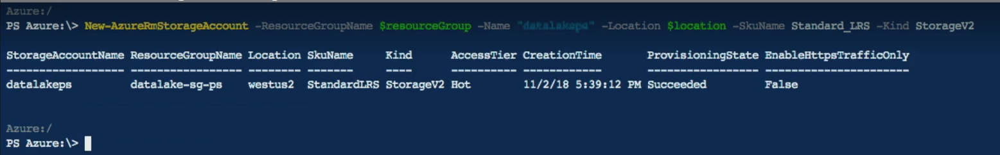 Azure:/
PS Azure:\> New-AzureRmStorageAccount -ResourceGroupName $resourceGroup -Name "datalakeps" -Location $location -SkuName Standard_LRS -Kind StorageV2
StorageAccountName ResourceGroupName Location SkuName Kind AccessTier CreationTime ProvisioningState EnableHttpsTrafficOnly
------------------ ----------------- -------- ------- ---- ---------- ------------ ----------------- ----------------------
datalakeps datalake-sg-ps westus2 StandardLRS StorageV2 Hot 11/2/18 5:39:12 PM Succeeded False
Azure:/
PS Azure:\>